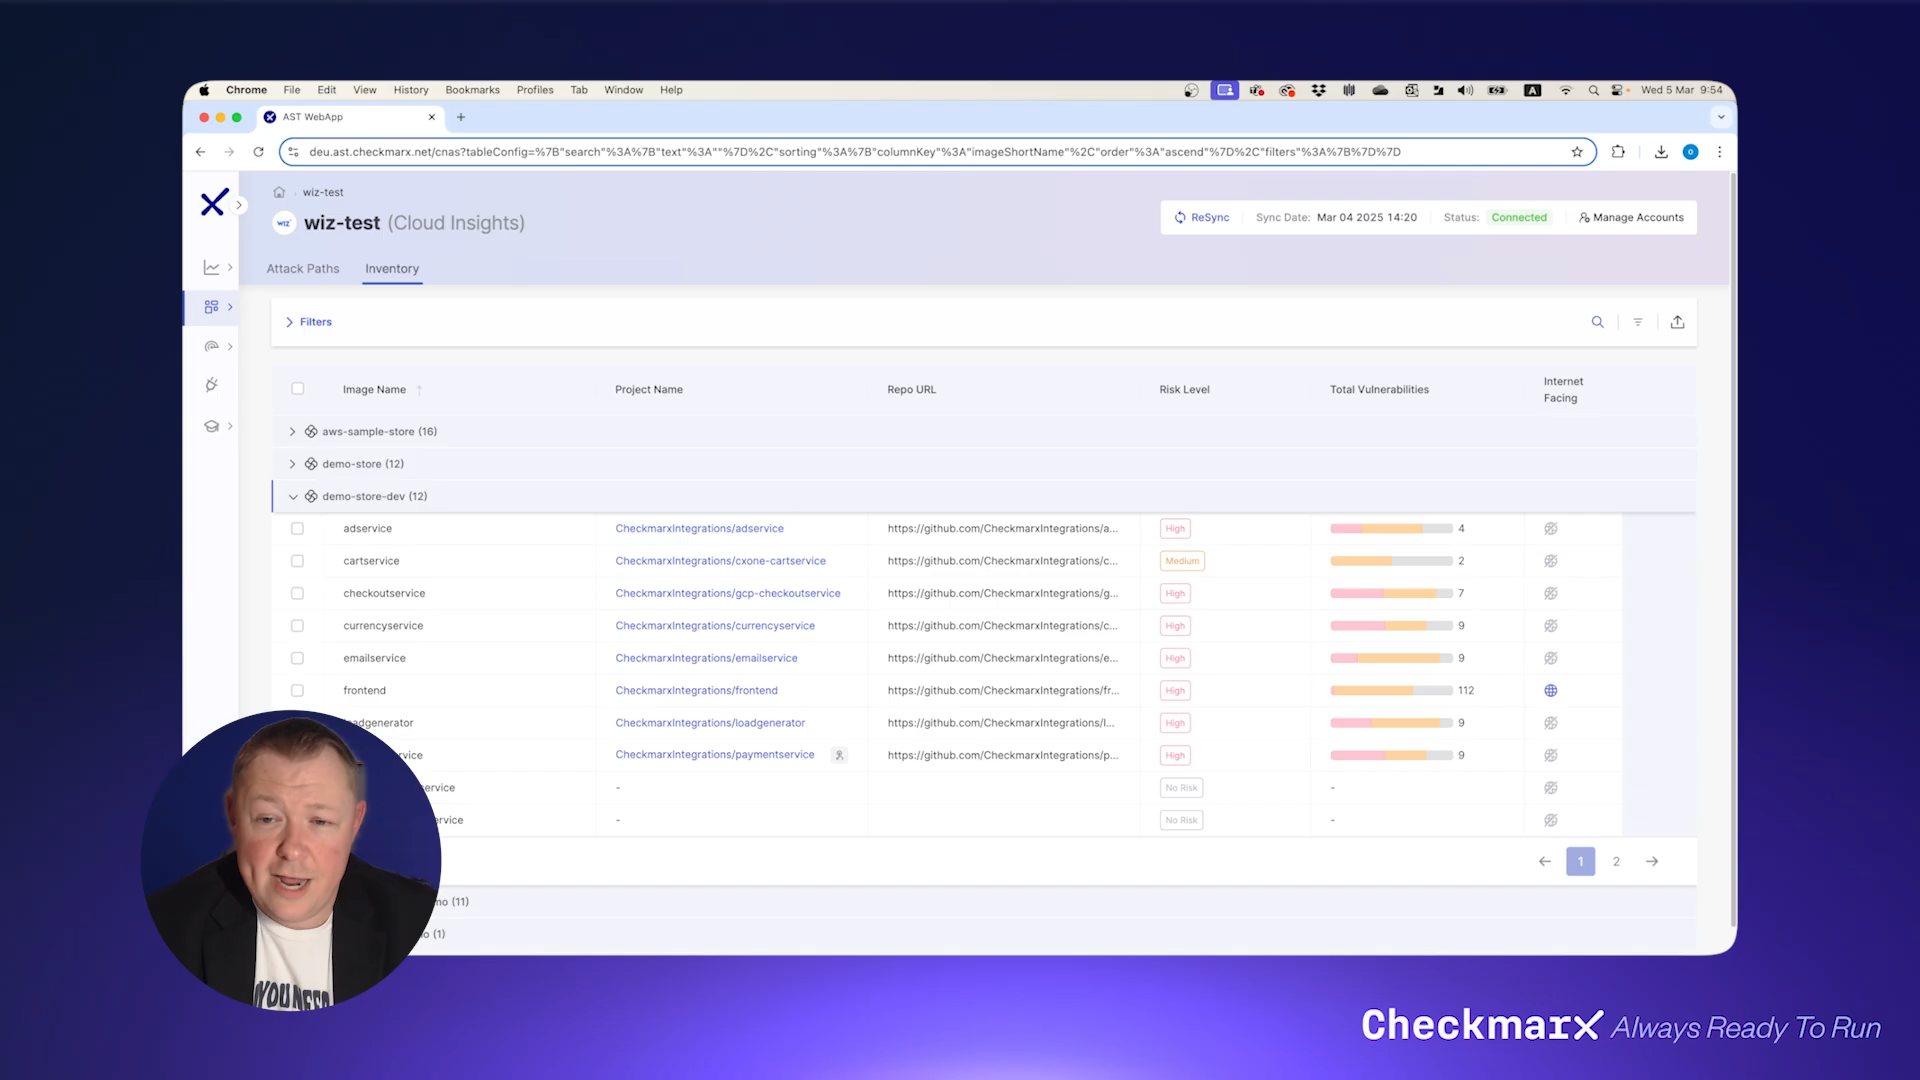 Chrome File Edit View History Bookmarks Profiles Tab Window Help
A Wed 5 Mar 9:54
AST WebApp
deu.ast.checkmarx.net/cnas?tableConfig=%7B"search"%3A%7B"text"%3A""%7D%2C"sorting"%3A%7B"columnKey"%3A"imageShortName"%2C"order"%3A"ascend"%7D%2C"filters"%3A%7B%7D%7D
wiz-test
WIZ wiz-test (Cloud Insights)
ReSync Sync Date: Mar 04 2025 14:20 Status: Connected Manage Accounts
Attack Paths Inventory
Filters
Image Name Project Name Repo URL Risk Level Total Vulnerabilities Internet Facing
aws-sample-store (16)
demo-store (12)
demo-store-dev (12)
adservice CheckmarxIntegrations/adservice https://github.com/CheckmarxIntegrations/a... High 4
cartservice CheckmarxIntegrations/cxone-cartservice https://github.com/CheckmarxIntegrations/c... Medium 2
checkoutservice CheckmarxIntegrations/gcp-checkoutservice https://github.com/CheckmarxIntegrations/g... High 7
currencyservice CheckmarxIntegrations/currencyservice https://github.com/CheckmarxIntegrations/c... High 9
emailservice CheckmarxIntegrations/emailservice https://github.com/CheckmarxIntegrations/e... High 9
frontend CheckmarxIntegrations/frontend https://github.com/CheckmarxIntegrations/fr... High 112
adgenerator CheckmarxIntegrations/loadgenerator https://github.com/CheckmarxIntegrations/l... High 9
vice CheckmarxIntegrations/paymentservice https://github.com/CheckmarxIntegrations/p... High 9
ervice - No Risk -
ervice - No Risk -
1 2
mo (11)
o (1)
YOU NEED
Checkmarx Always Ready To Run